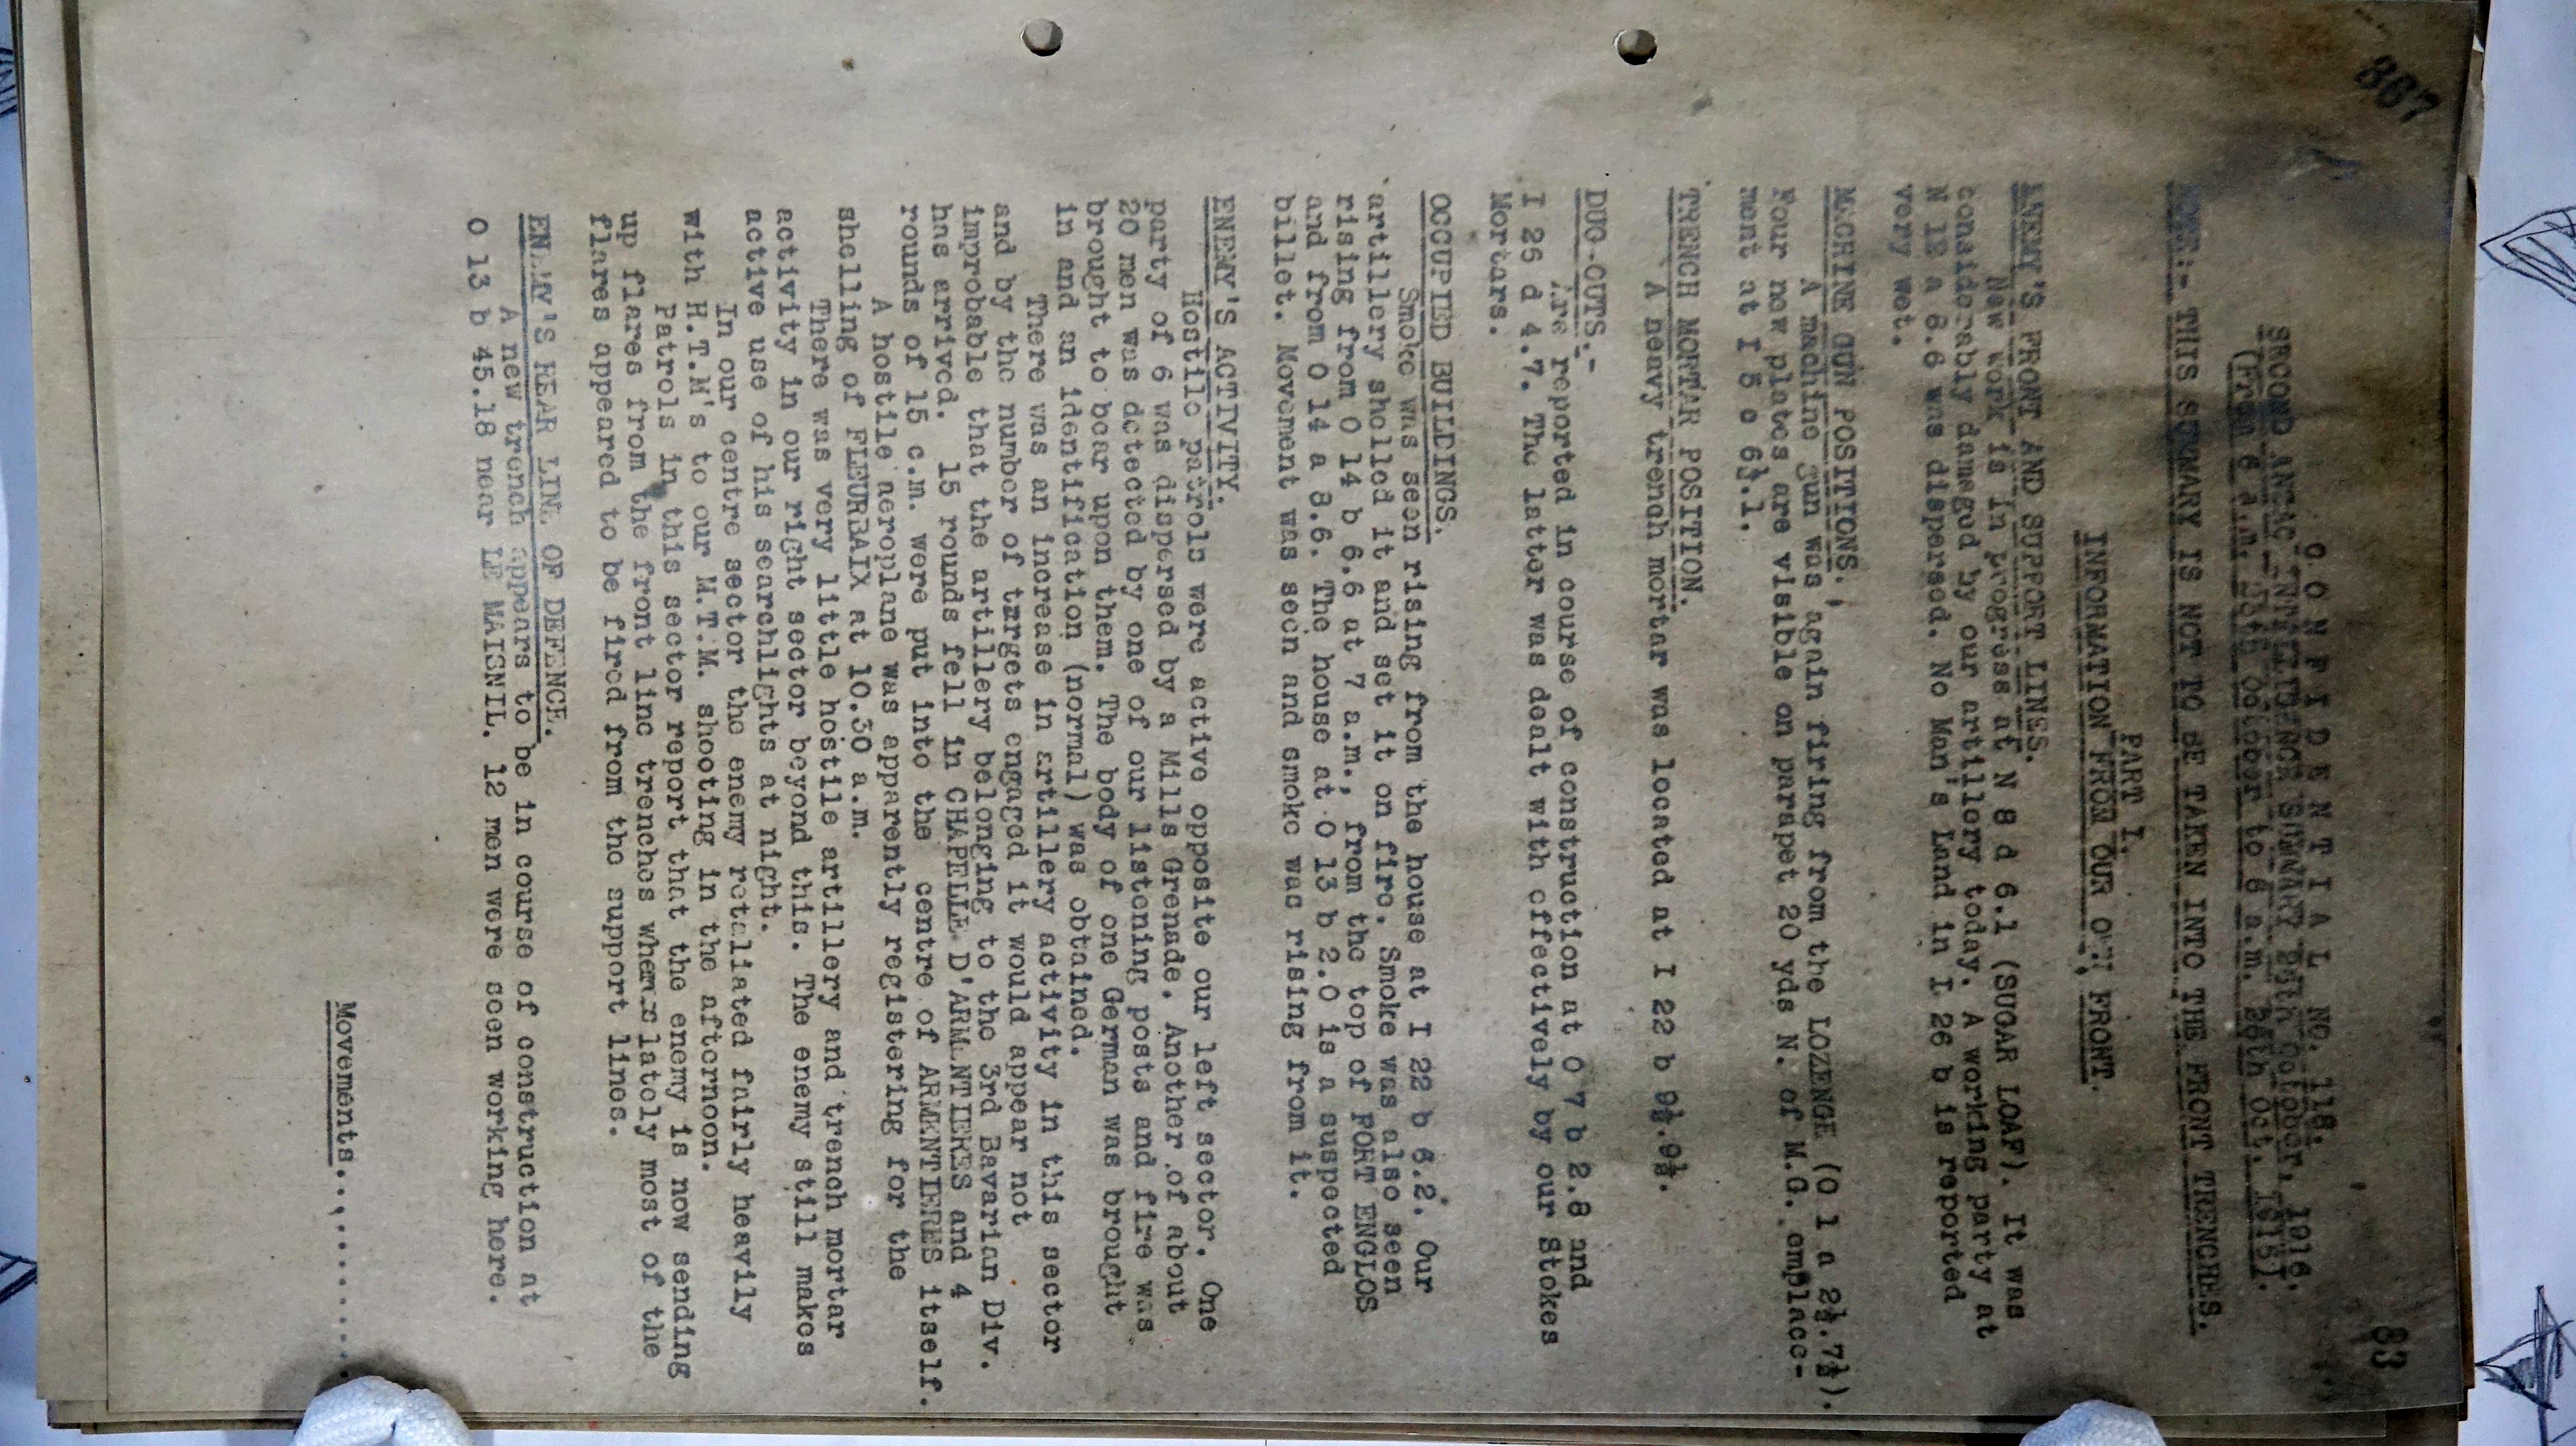 867
83
CONFIDENTIAL NO. 118.
SECOND ANZAC INTELLIGENCE SUMMARY 26th October, 1916.
(From 6 a.m. 25th October to 6 a.m. 26th Oct. 1916).
NOTE:- THIS SUMMARY IS NOT TO BE TAKEN INTO THE FRONT TRENCHES.
PART I.
INFORMATION FROM OUR OWN FRONT.
ENEMY'S FRONT AND SUPPORT LINES.
New work is in progress at N 8 d 6.1 (SUGAR LOAF). It was
considerably damaged by our artillery today. A working party at
N 12 a 8.6 was dispersed. No Man's Land in I 26 b is reported
very wet.
MACHINE GUN POSITIONS.
A machine gun was again firing from the LOZENGE (O 1 a 2½.7½).
Four new plates are visible on parapet 20 yds N. of M.G. emplace-
ment at I 5 c 6½.1.
TRENCH MORTAR POSITION.
A heavy trench mortar was located at I 22 b 9½.9½.
DUG-OUTS:-
Are reported in course of construction at O 7 b 2.8 and
I 26 d 4.7. The latter was dealt with effectively by our Stokes
Mortars.
OCCUPIED BUILDINGS.
Smoke was seen rising from the house at I 22 b 6.2. Our
artillery shelled it and set it on fire. Smoke was also seen
rising from O 14 b 6.6 at 7 a.m., from the top of FORT ENGLOS
and from O 14 a 3.6. The house at O 13 b 2.0 is a suspected
billet. Movement was seen and smoke was rising from it.
ENEMY'S ACTIVITY.
Hostile patrols were active opposite our left sector. One
party of 6 was dispersed by a Mills Grenade. Another of about
20 men was detected by one of our listening posts and fire was
brought to bear upon them. The body of one German was brought
in and an identification (normal) was obtained.
There was an increase in artillery activity in this sector
and by the number of targets engaged it would appear not
improbable that the artillery belonging to the 3rd Bavarian Div.
has arrived. 15 rounds fell in CHAPELLE D'ARMENTIERES and 4
rounds of 15 c.m. were put into the centre of ARMENTIERES itself.
A hostile aeroplane was apparently registering for the
shelling of FLEURBAIX at 10.30 a.m.
There was very little hostile artillery and trench mortar
activity in our right sector beyond this. The enemy still makes
active use of his searchlights at night.
In our centre sector the enemy retaliated fairly heavily
with H.T.M's to our M.T.M. shooting in the afternoon.
Patrols in this sector report that the enemy is now sending
up flares from the front line trenches lately most of the
flares appeared to be fired from the support lines.
ENEMY'S REAR LINE OF DEFENCE.
A new trench appears to be in course of construction at
O 13 b 45.18 near LE MAISNIL. 12 men were seen working here.
Movements..........